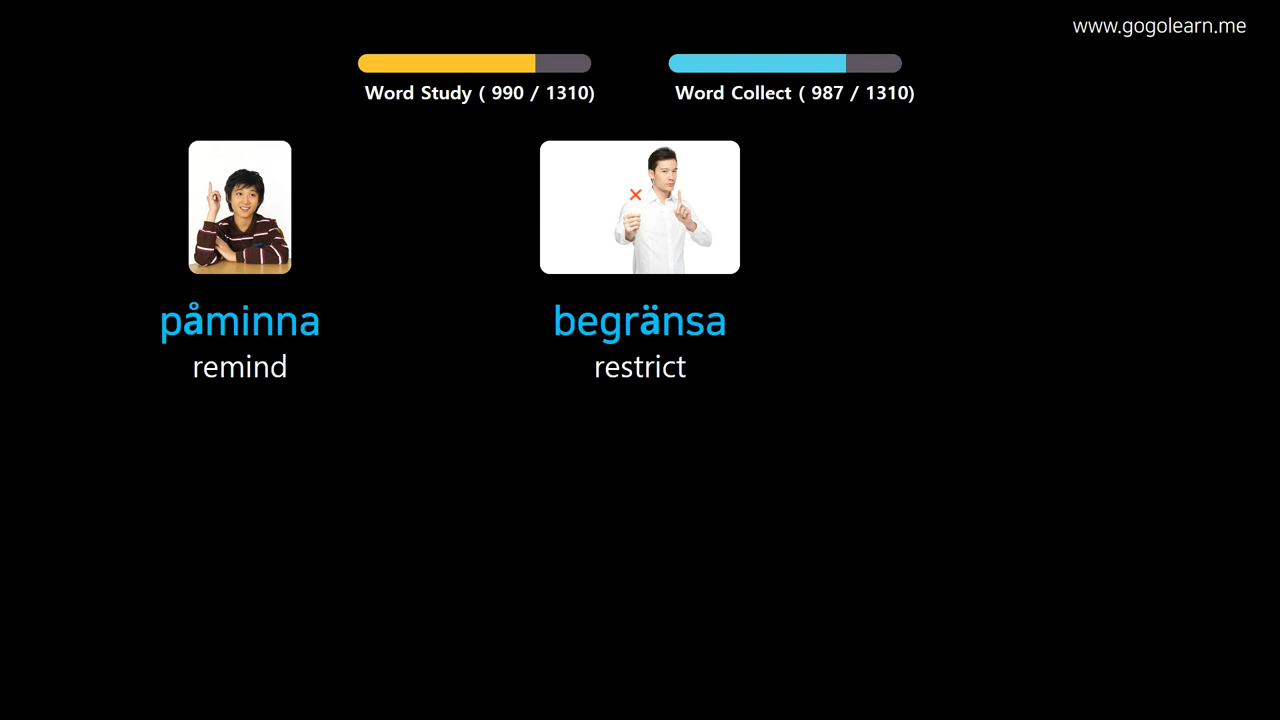 www.gogolearn.me
Word Study ( 990 / 1310)
Word Collect ( 987 / 1310)
påminna
remind
begränsa
restrict